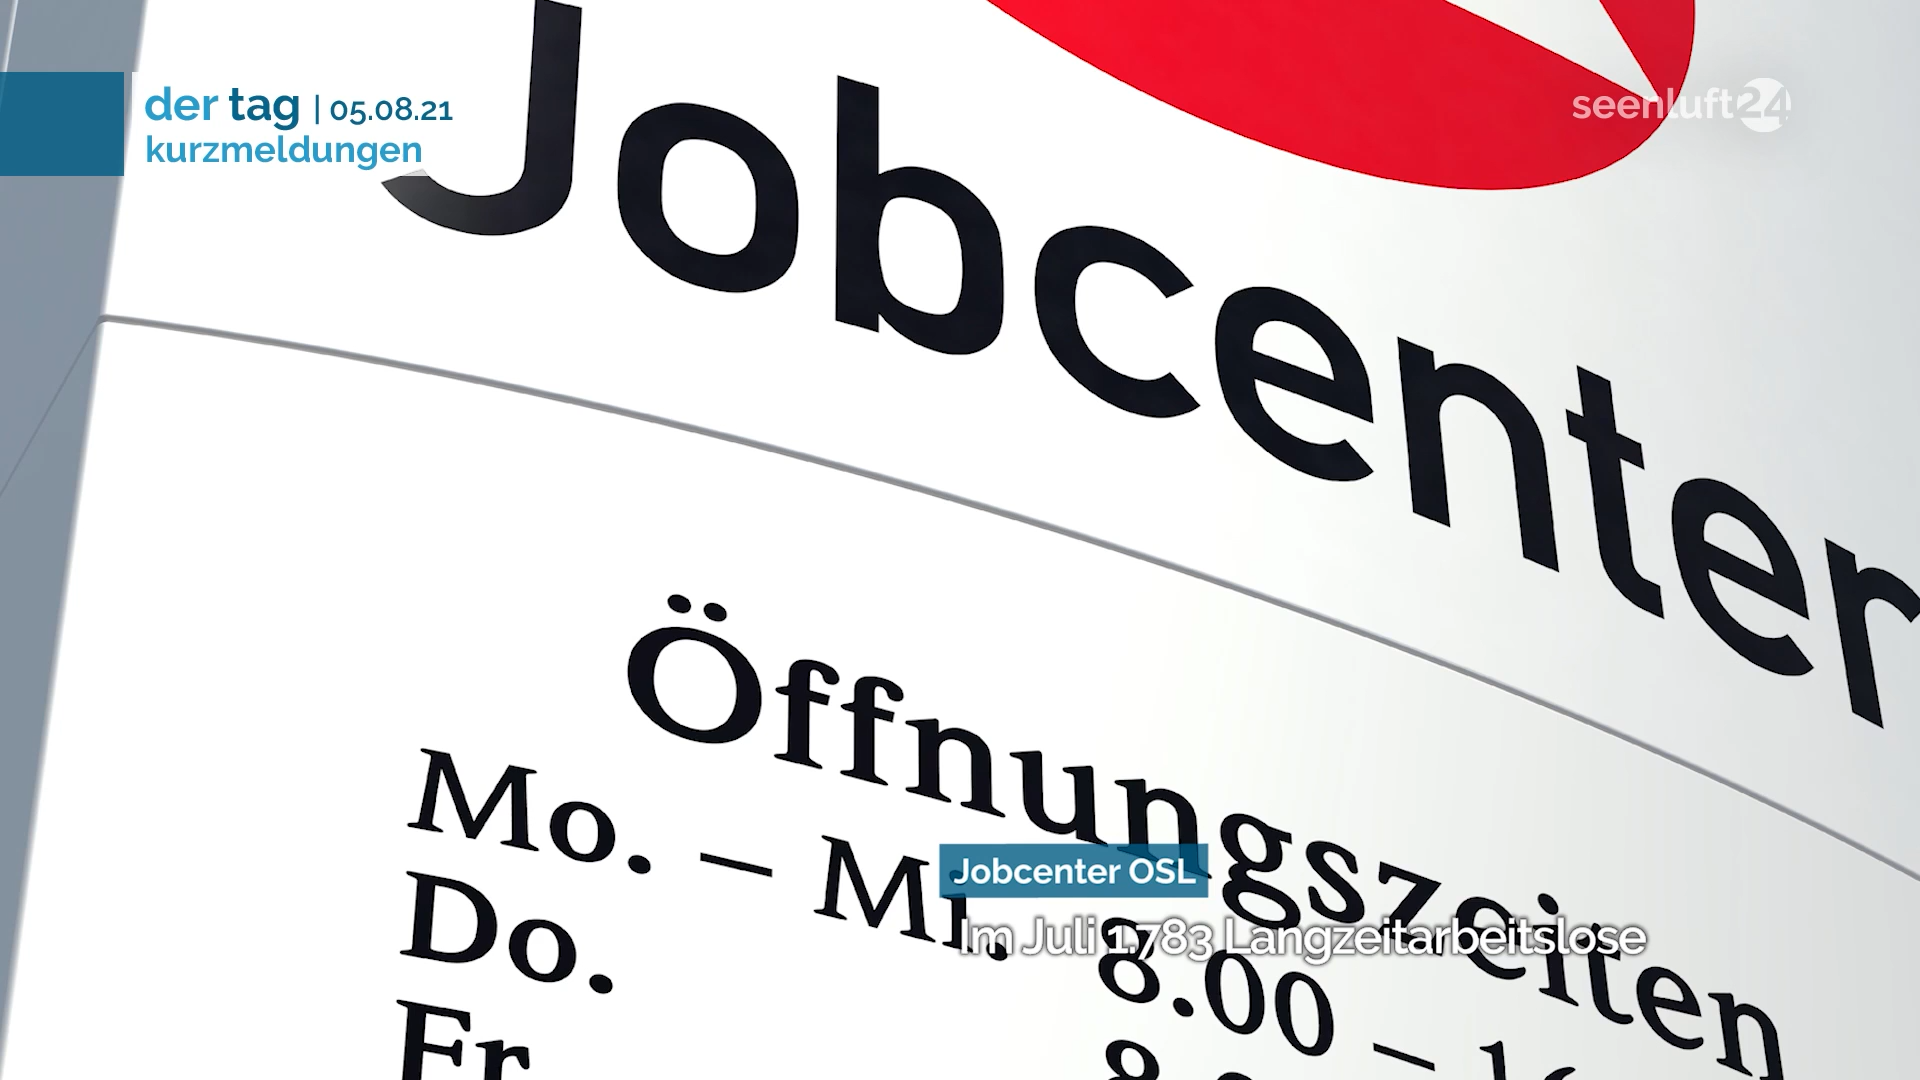 der tag | 05.08.21
kurzmeldungen
seenluft24
Jobcenter
Öffnungszeiten
Mo. – Mi. 8.00 –
Do.
Fr.
Jobcenter OSL
Im Juli 1.783 Langzeitarbeitslose